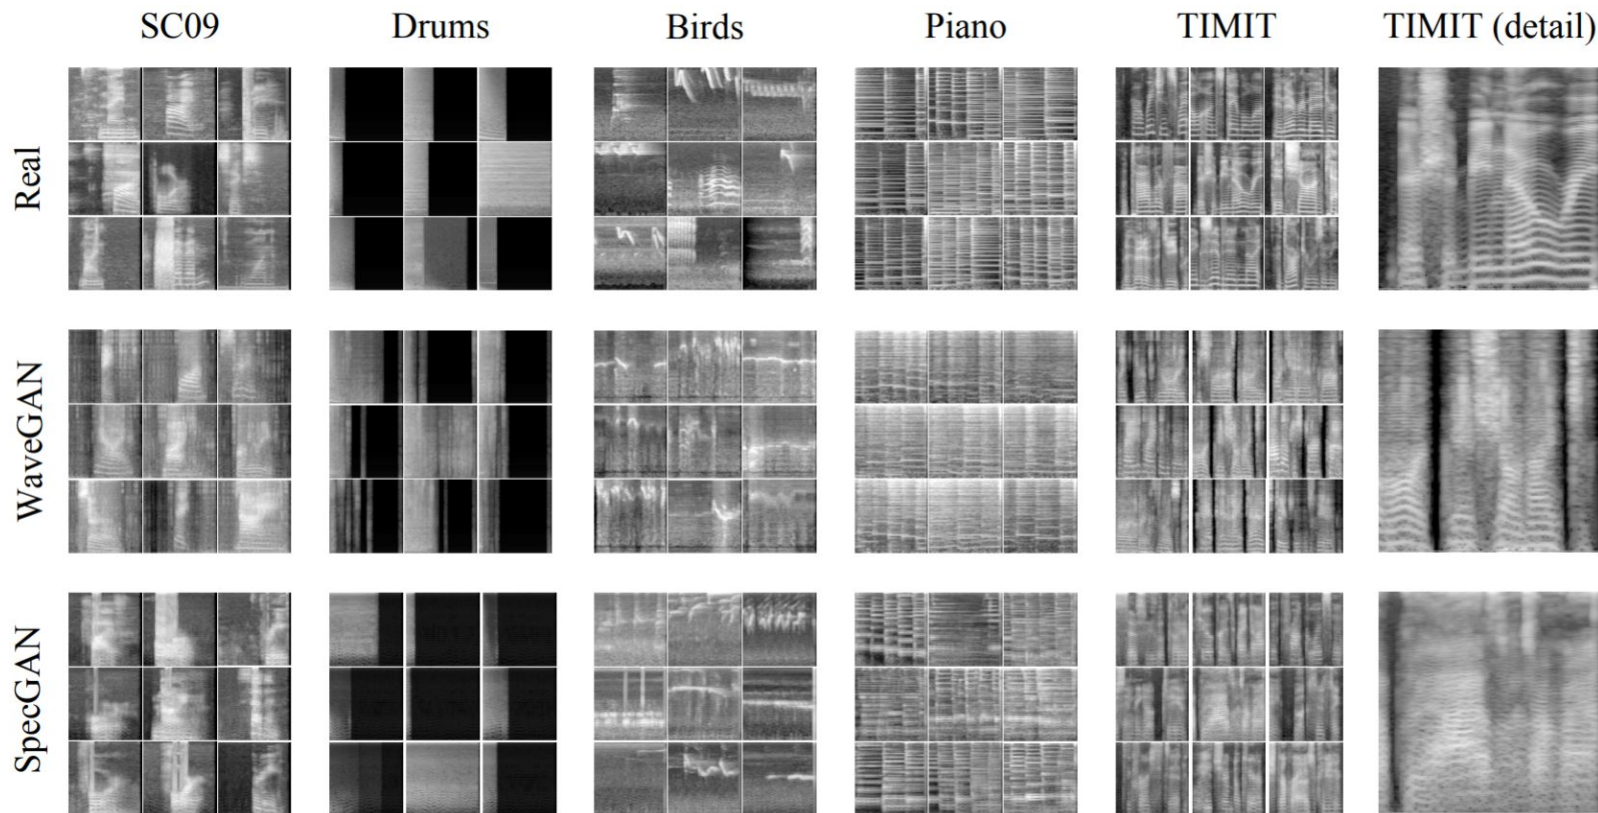 SC09 Drums Birds Piano TIMIT TIMIT (detail)
Real
WaveGAN
SpecGAN